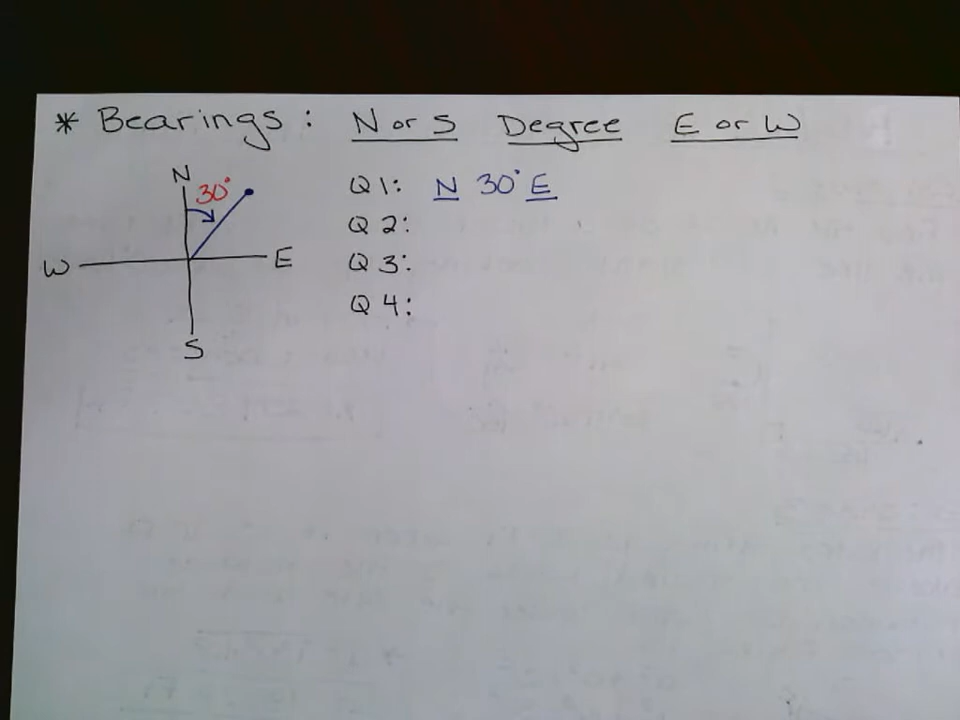 * Bearings: N or S Degree E or W
N
30°
W
E
S
Q1: N 30° E
Q2:
Q3:
Q4: